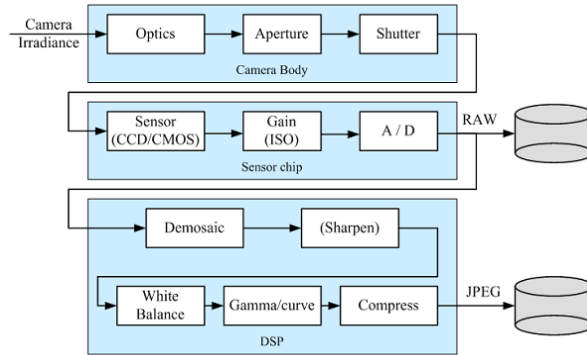 Camera
Irradiance
Optics
Aperture
Shutter
Camera Body
Sensor
(CCD/CMOS)
Gain
(ISO)
A / D
RAW
Sensor chip
Demosaic
(Sharpen)
White
Balance
Gamma/curve
Compress
JPEG
DSP